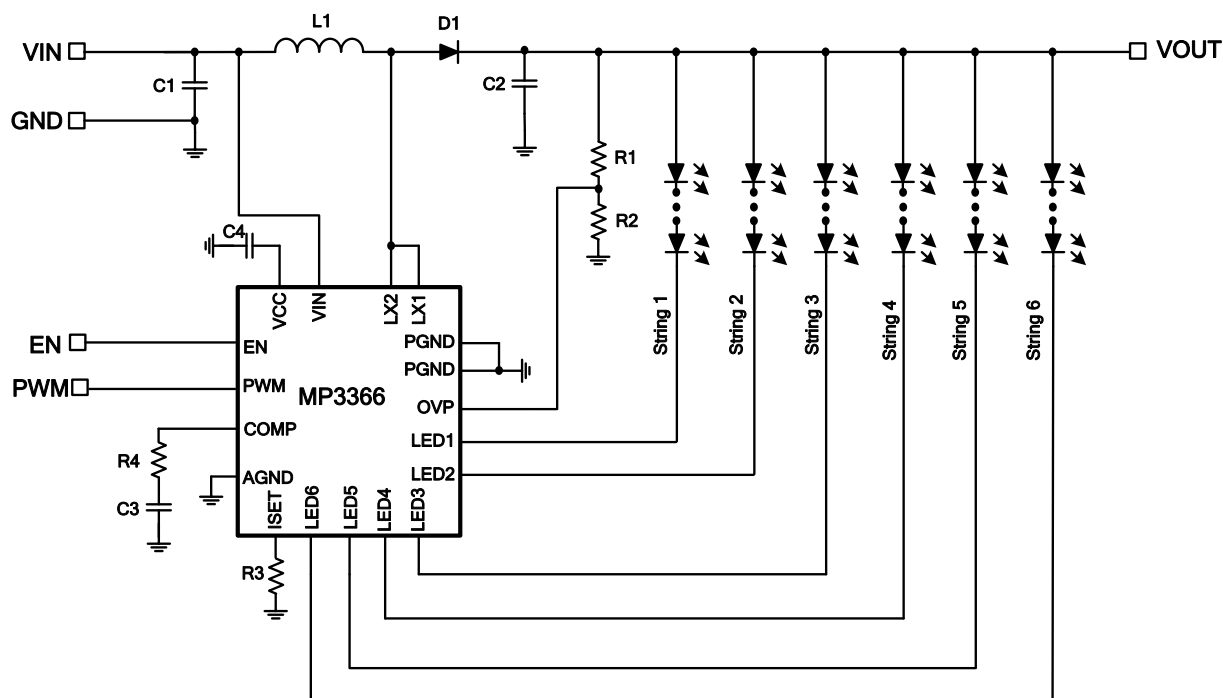 L1
D1
VIN
VOUT
C1
C2
GND
R1
R2
C4
VCC
VIN
LX2
LX1
String 1
String 2
String 3
String 4
String 5
String 6
EN
EN
PGND
PGND
PWM
PWM
MP3366
OVP
COMP
LED1
R4
AGND
LED2
C3
ISET
LED6
LED5
LED4
LED3
R3